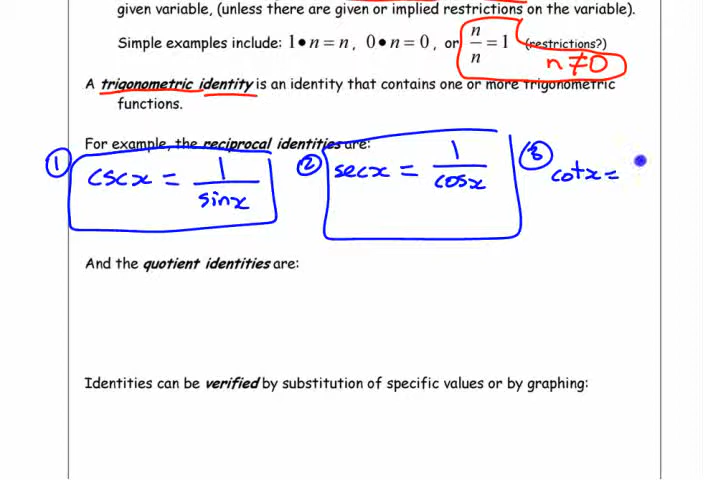 given variable, (unless there are given or implied restrictions on the variable).
Simple examples include: 1•n = n, 0•n = 0, or n/n = 1 (restrictions?)
n ≠ 0
A trigonometric identity is an identity that contains one or more trigonometric
functions.
For example, the reciprocal identities are:
① csc x = 1/sin x ② sec x = 1/cos x ③ cot x =
And the quotient identities are:
Identities can be verified by substitution of specific values or by graphing: